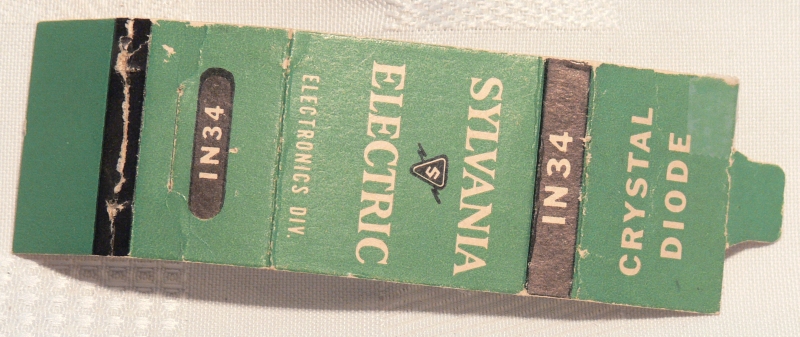 IN34
SYLVANIA
ELECTRIC
ELECTRONICS DIV.
S
IN34
CRYSTAL
DIODE